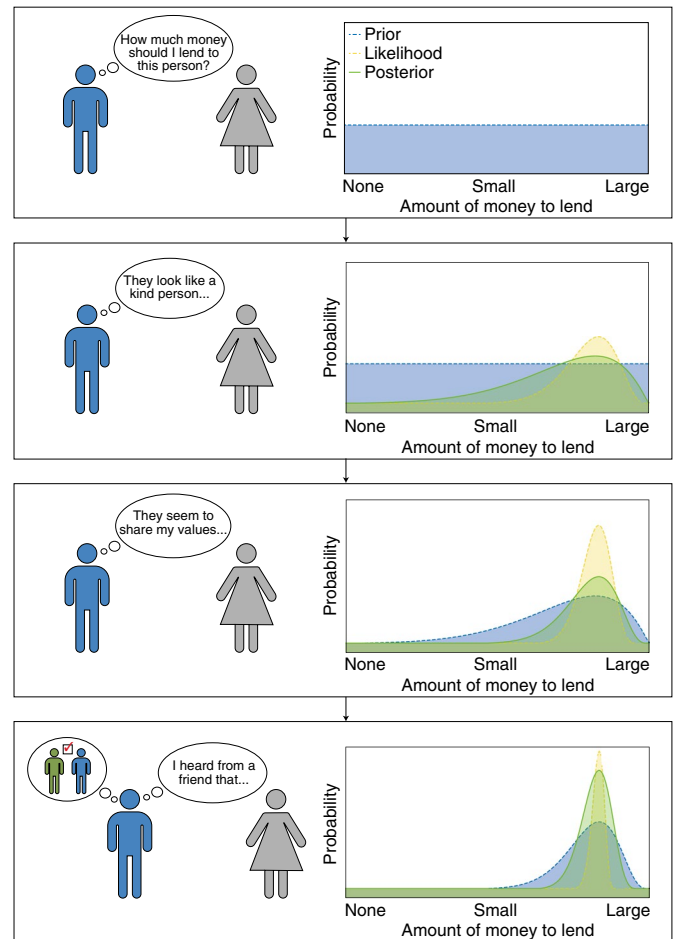 How much money
should I lend to
this person?
Prior
Likelihood
Posterior
Probability
None Small Large
Amount of money to lend
They look like a
kind person...
Probability
None Small Large
Amount of money to lend
They seem to
share my values...
Probability
None Small Large
Amount of money to lend
I heard from a
friend that...
Probability
None Small Large
Amount of money to lend